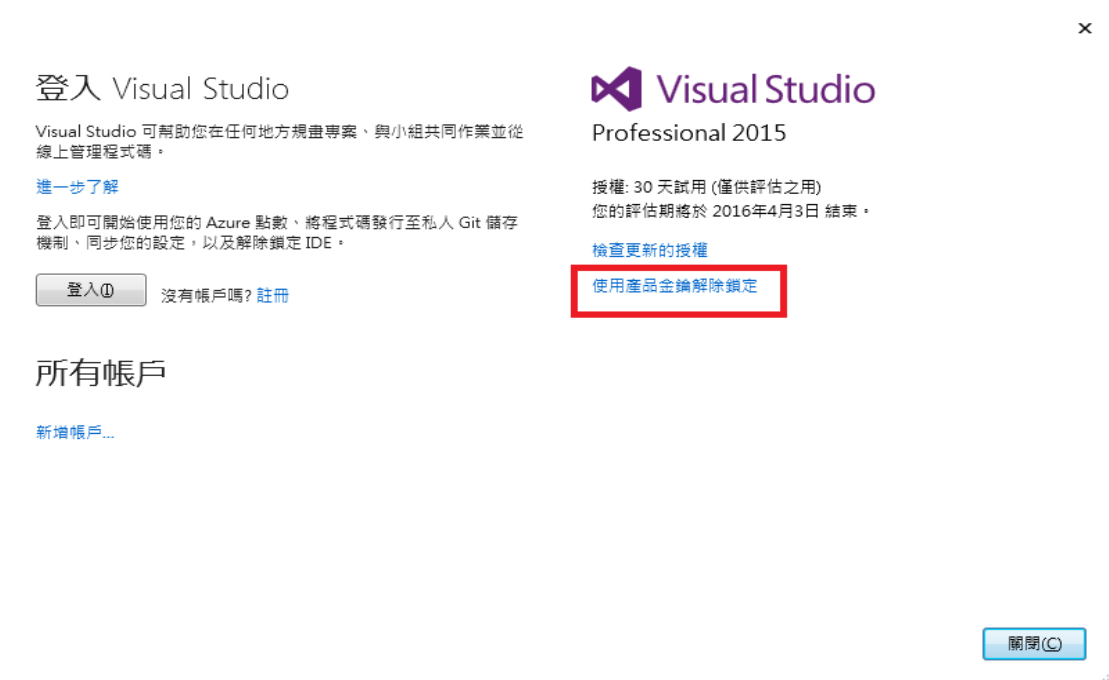 登入 Visual Studio
Visual Studio 可幫助您在任何地方規畫專案、與小組共同作業並從
線上管理程式碼。
進一步了解
登入即可開始使用您的 Azure 點數、將程式碼發行至私人 Git 儲存
機制、同步您的設定，以及解除鎖定 IDE。
登入(I)
沒有帳戶嗎? 註冊
所有帳戶
新增帳戶...
Visual Studio
Professional 2015
授權: 30 天試用 (僅供評估之用)
您的評估期將於 2016年4月3日 結束。
檢查更新的授權
使用產品金鑰解除鎖定
關閉(C)